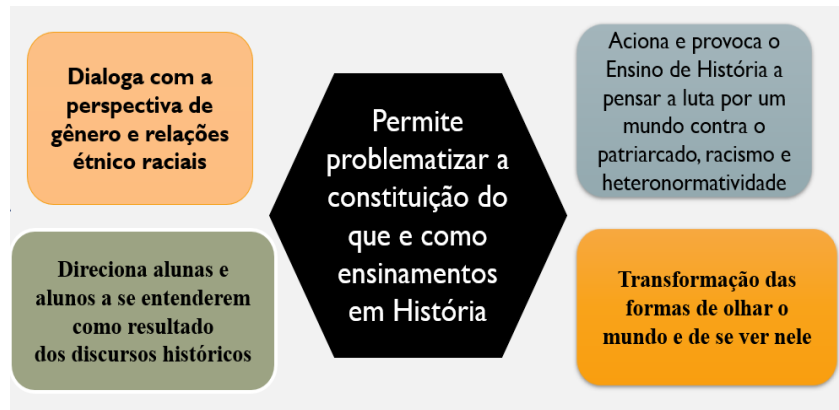 Dialoga com a
perspectiva de
gênero e relações
étnico raciais
Direciona alunas e
alunos a se entenderem
como resultado
dos discursos históricos
Permite
problematizar a
constituição do
que e como
ensinamentos
em História
Aciona e provoca o
Ensino de História a
pensar a luta por um
mundo contra o
patriarcado, racismo e
heteronormatividade
Transformação das
formas de olhar o
mundo e de se ver nele